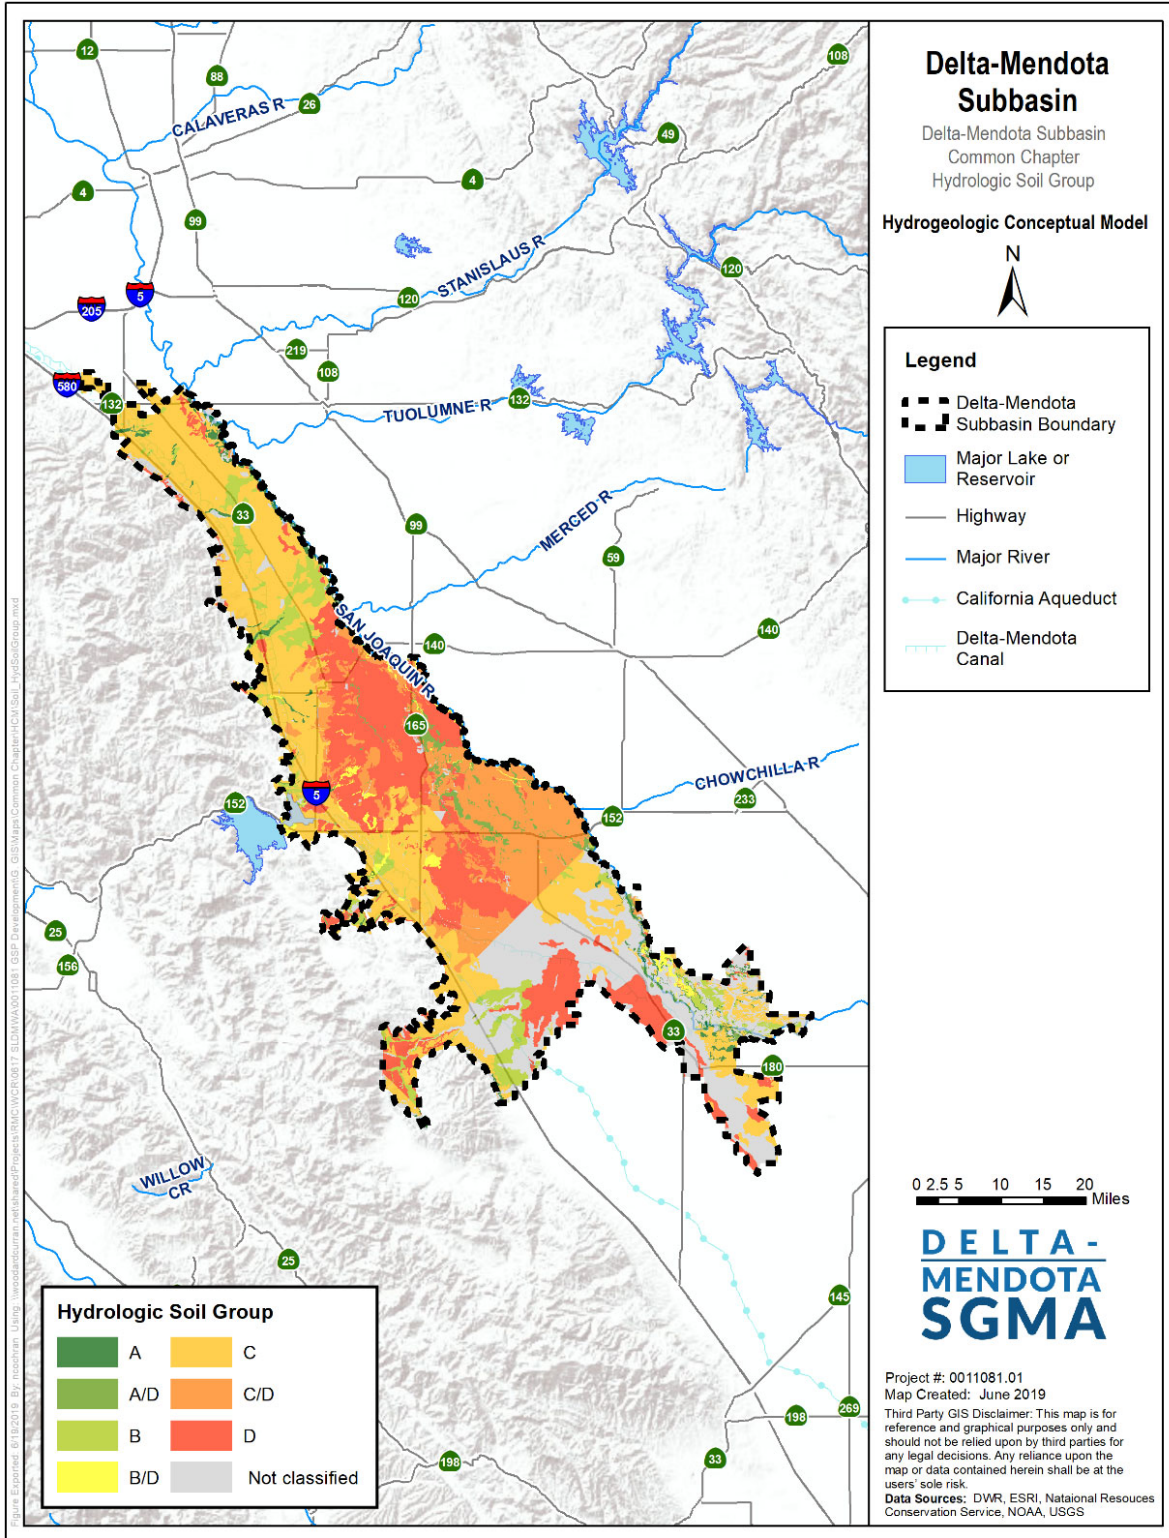 Delta-Mendota
Subbasin
Delta-Mendota Subbasin
Common Chapter
Hydrologic Soil Group
Hydrogeologic Conceptual Model
N
Legend
Delta-Mendota
Subbasin Boundary
Major Lake or
Reservoir
Highway
Major River
California Aqueduct
Delta-Mendota
Canal
12
88
26
108
CALAVERAS R
49
4
4
99
STANISLAUS R
120
5
205
120
219
108
580
132
TUOLUMNE R
132
33
99
MERCED R
59
SAN JOAQUIN R
140
140
165
CHOWCHILLA R
5
152
233
152
25
156
33
180
WILLOW
CR
25
145
269
198
198
33
0 2.5 5 10 15 20
Miles
Hydrologic Soil Group
A
C
A/D
C/D
B
D
B/D
Not classified
DELTA-
MENDOTA
SGMA
Project #: 0011081.01
Map Created: June 2019
Third Party GIS Disclaimer: This map is for
reference and graphical purposes only and
should not be relied upon by third parties for
any legal decisions. Any reliance upon the
map or data contained herein shall be at the
users' sole risk.
Data Sources: DWR, ESRI, Nataional Resouces
Conservation Service, NOAA, USGS